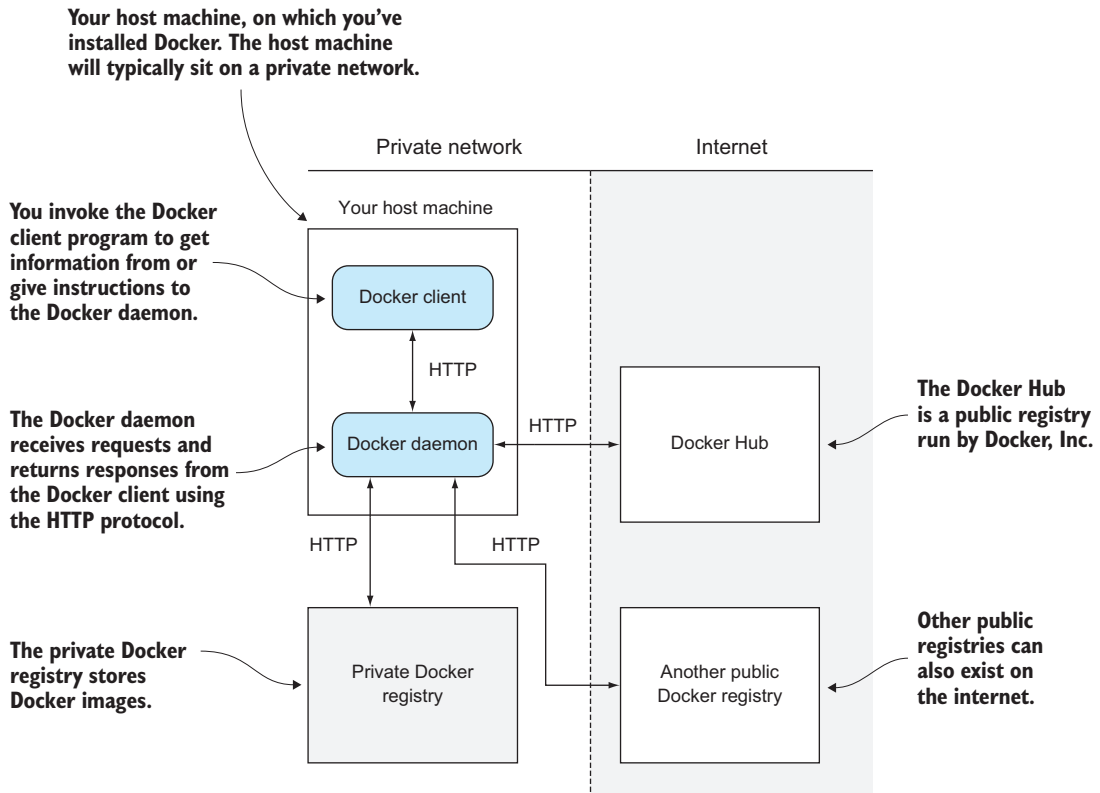 Your host machine, on which you’ve
installed Docker. The host machine
will typically sit on a private network.
Private network
Internet
Your host machine
You invoke the Docker
client program to get
information from or
give instructions to
the Docker daemon.
Docker client
HTTP
The Docker daemon
receives requests and
returns responses from
the Docker client using
the HTTP protocol.
Docker daemon
HTTP
Docker Hub
The Docker Hub
is a public registry
run by Docker, Inc.
HTTP
HTTP
The private Docker
registry stores
Docker images.
Private Docker
registry
Another public
Docker registry
Other public
registries can
also exist on
the internet.